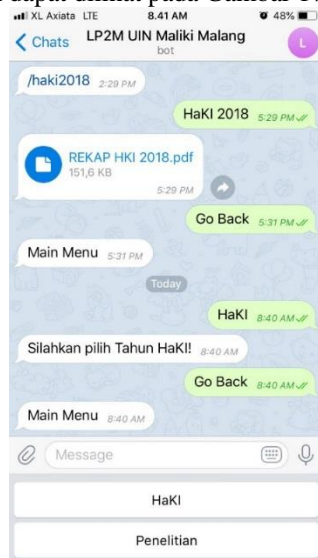 dapat dilihat pada Gambar
XL Axiata LTE 8.41 AM 48%
Chats LP2M UIN Maliki Malang L
bot
/haki2018 2:29 PM
HaKI 2018 5:29 PM
REKAP HKI 2018.pdf
151,6 KB
5:29 PM
Go Back 5:31 PM
Main Menu 5:31 PM
Today
HaKI 8:40 AM
Silahkan pilih Tahun HaKI! 8:40 AM
Go Back 8:40 AM
Main Menu 8:40 AM
Message
HaKI
Penelitian